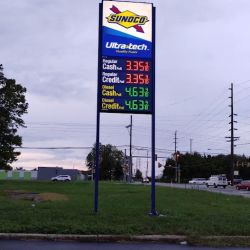 SUNOCO
Ultra-tech
Regular
Cash 3.35
Regular
Credit 3.35
Diesel
Cash 4.63
Diesel
Credit 4.63